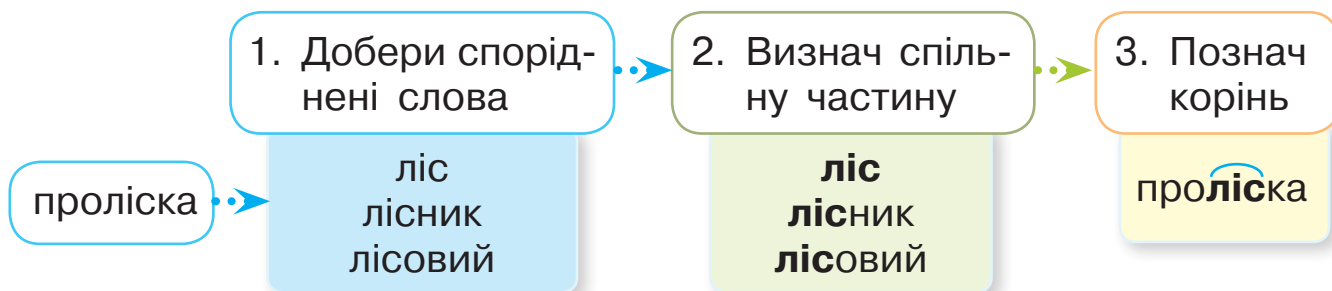 1. Добери спорід-
нені слова
2. Визнач спіль-
ну частину
3. Познач
корінь
проліска
ліс
лісник
лісовий
ліс
лісник
лісовий
проліска